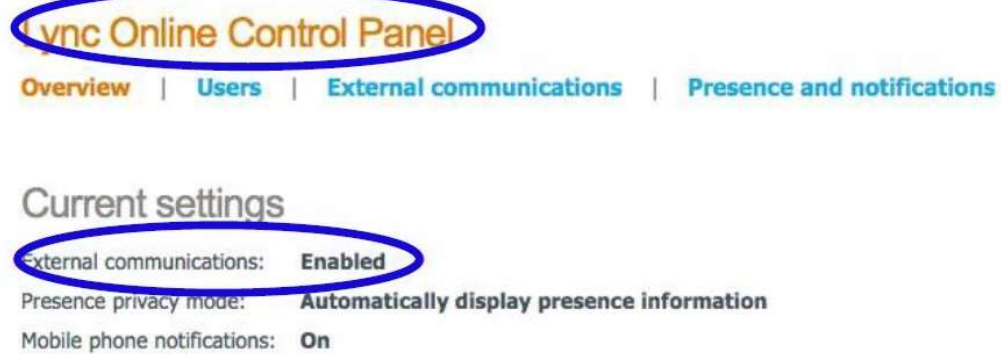 Lync Online Control Panel
Overview | Users | External communications | Presence and notifications
Current settings
External communications: Enabled
Presence privacy mode: Automatically display presence information
Mobile phone notifications: On